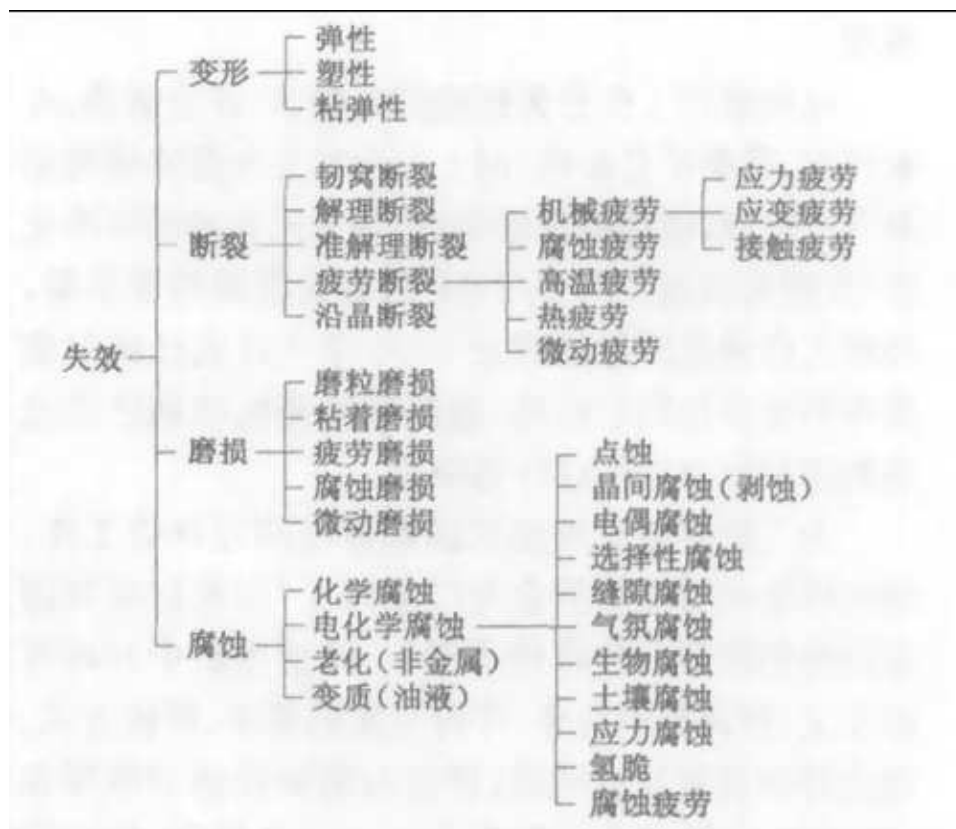 失效
变形
弹性
塑性
粘弹性
断裂
韧窝断裂
解理断裂
准解理断裂
疲劳断裂
机械疲劳
应力疲劳
应变疲劳
接触疲劳
腐蚀疲劳
高温疲劳
热疲劳
微动疲劳
沿晶断裂
磨损
磨粒磨损
粘着磨损
疲劳磨损
腐蚀磨损
微动磨损
腐蚀
化学腐蚀
电化学腐蚀
点蚀
晶间腐蚀(剥蚀)
电偶腐蚀
选择性腐蚀
缝隙腐蚀
气氛腐蚀
生物腐蚀
土壤腐蚀
应力腐蚀
氢脆
腐蚀疲劳
老化(非金属)
变质(油液)